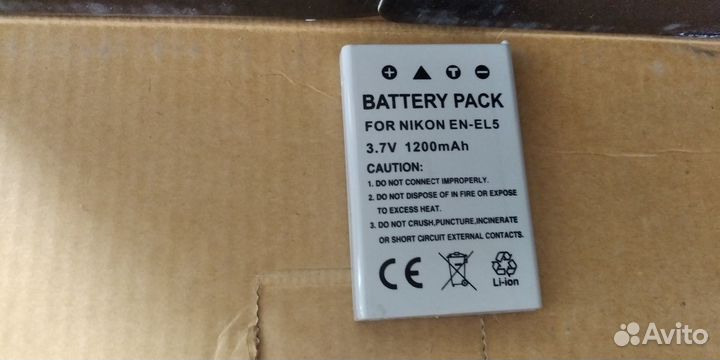 + ▲ T −
BATTERY PACK
FOR NIKON EN-EL5
3.7V 1200mAh
CAUTION:
1. DO NOT CONNECT IMPROPERLY.
2. DO NOT DISPOSE OF IN FIRE OR EXPOSE
TO EXCESS HEAT.
3. DO NOT CRUSH,PUNCTURE,INCINERATE
OR SHORT CIRCUIT EXTERNAL CONTACTS.
CE
Li-ion
Avito